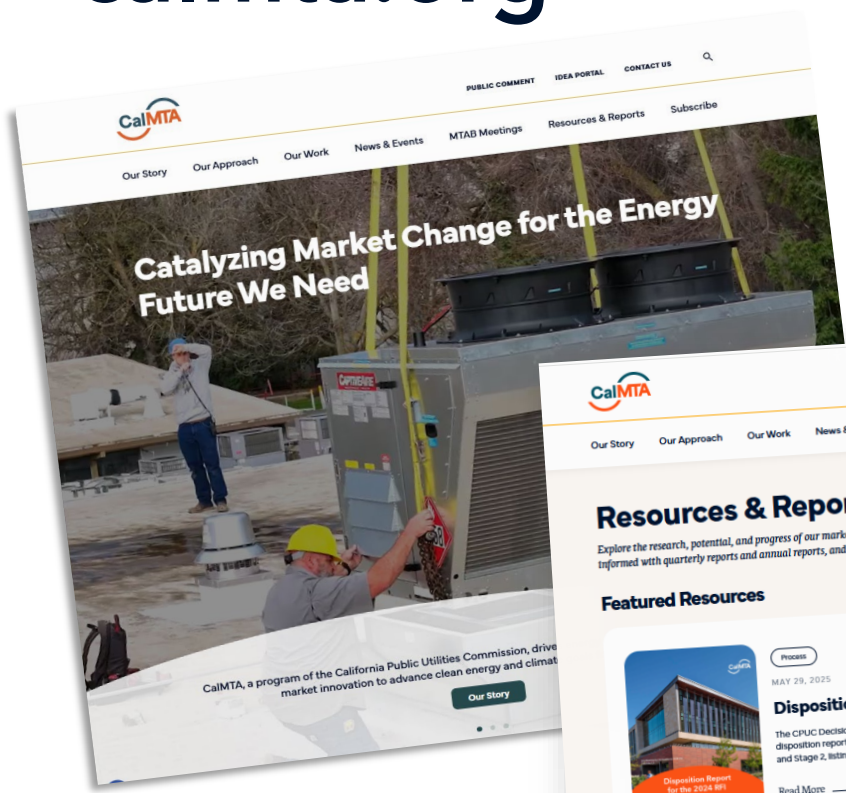 calmta.org
PUBLIC COMMENT IDEA PORTAL CONTACT US
CalMTA
Our Story Our Approach Our Work News & Events MTAB Meetings Resources & Reports Subscribe
Catalyzing Market Change for the Energy
Future We Need
CAPTIVEAIRE
CalMTA, a program of the California Public Utilities Commission, drive
market innovation to advance clean energy and climat
Our Story
CalMTA
Our Story Our Approach Our Work News &
Resources & Repor
Explore the research, potential, and progress of our mark
informed with quarterly reports and annual reports, and
Featured Resources
CalMTA
Disposition Report
for the 2024 RFI
Process
MAY 29, 2025
Dispositi
The CPUC Decisi
disposition report
and Stage 2, listin
Read More